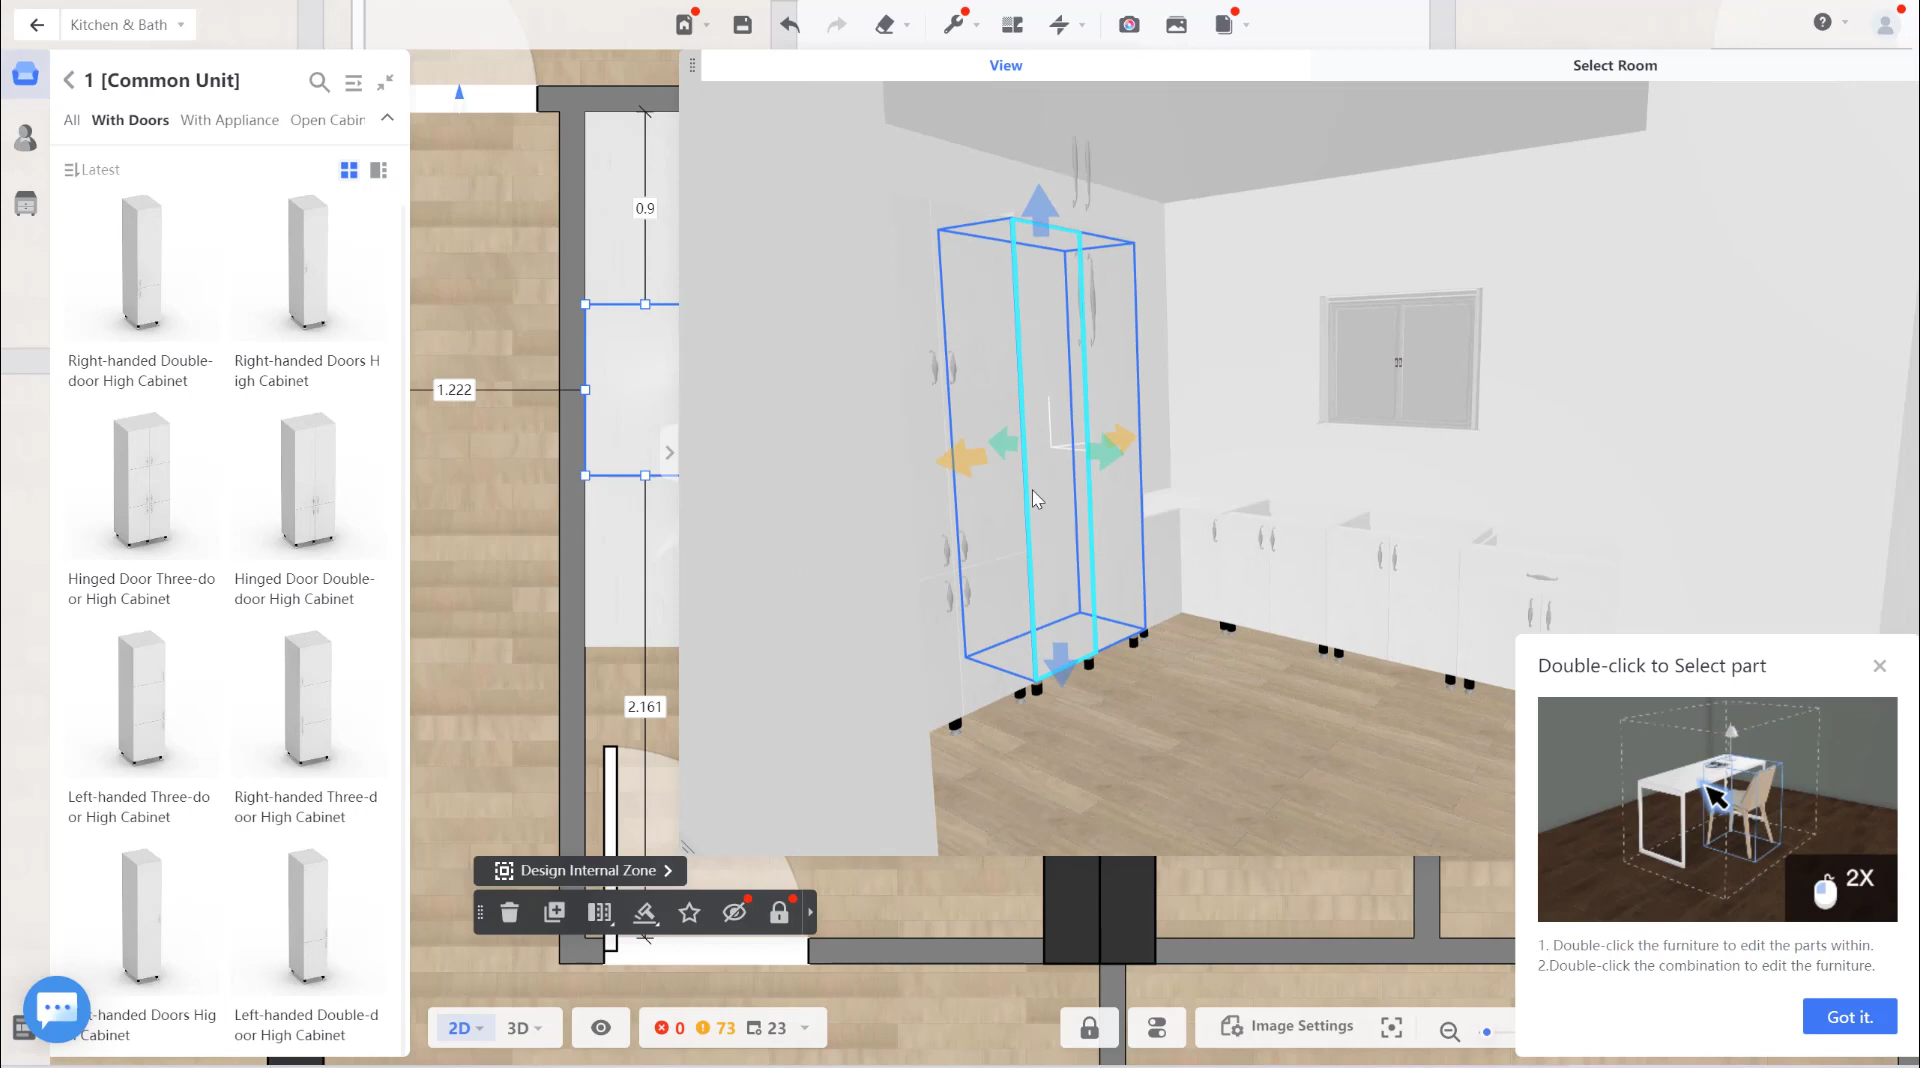 Kitchen & Bath
View
Select Room
1 [Common Unit]
All
With Doors
With Appliance
Open Cabin
Latest
Right-handed Double-
door High Cabinet
Right-handed Doors H
igh Cabinet
Hinged Door Three-do
or High Cabinet
Hinged Door Double-
door High Cabinet
Left-handed Three-do
or High Cabinet
Right-handed Three-d
oor High Cabinet
-handed Doors Hig
Cabinet
Left-handed Double-d
oor High Cabinet
0.9
1.222
2.161
Design Internal Zone
2D
3D
0
73
23
Image Settings
Double-click to Select part
2X
1. Double-click the furniture to edit the parts within.
2.Double-click the combination to edit the furniture.
Got it.